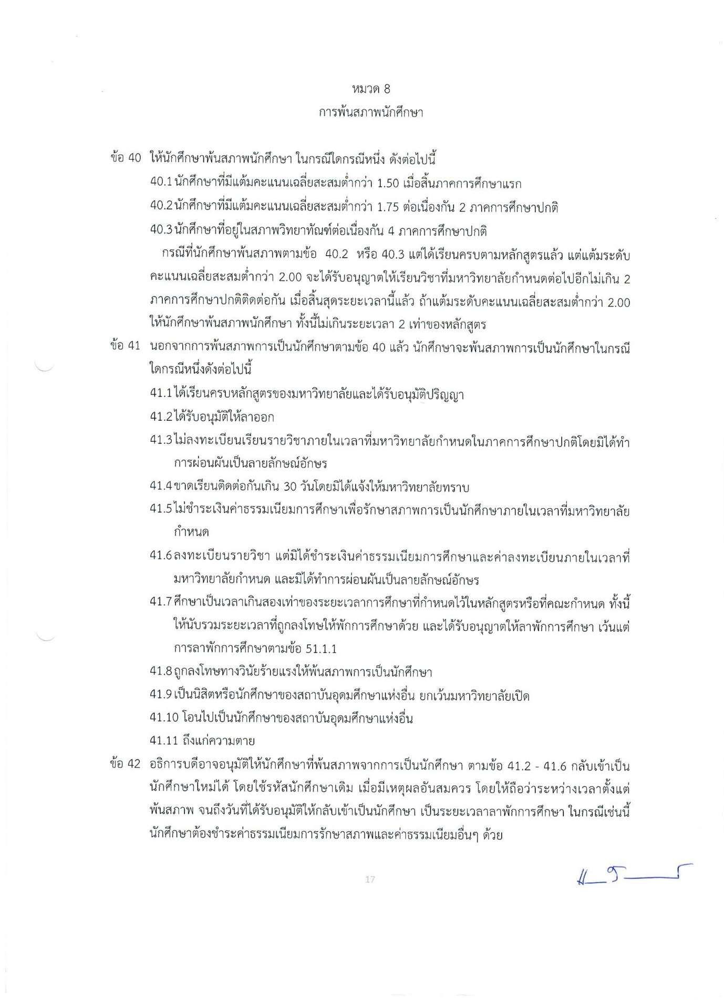 หมวด 8
การพ้นสภาพนักศึกษา
ข้อ 40 ให้นักศึกษาพ้นสภาพนักศึกษา ในกรณีใดกรณีหนึ่ง ดังต่อไปนี้
40.1 นักศึกษาที่มีแต้มคะแนนเฉลี่ยสะสมต่ำกว่า 1.50 เมื่อสิ้นภาคการศึกษาแรก
40.2 นักศึกษาที่มีแต้มคะแนนเฉลี่ยสะสมต่ำกว่า 1.75 ต่อเนื่องกัน 2 ภาคการศึกษาปกติ
40.3 นักศึกษาที่อยู่ในสภาพวิทยาทัณฑ์ต่อเนื่องกัน 4 ภาคการศึกษาปกติ
กรณีที่นักศึกษาพ้นสภาพตามข้อ 40.2 หรือ 40.3 แต่ได้เรียนครบตามหลักสูตรแล้ว แต่แต้มระดับ
คะแนนเฉลี่ยสะสมต่ำกว่า 2.00 จะได้รับอนุญาตให้เรียนวิชาที่มหาวิทยาลัยกำหนดต่อไปอีกไม่เกิน 2
ภาคการศึกษาปกติติดต่อกัน เมื่อสิ้นสุดระยะเวลานี้แล้ว ถ้าแต้มระดับคะแนนเฉลี่ยสะสมต่ำกว่า 2.00
ให้นักศึกษาพ้นสภาพนักศึกษา ทั้งนี้ไม่เกินระยะเวลา 2 เท่าของหลักสูตร
ข้อ 41 นอกจากการพ้นสภาพการเป็นนักศึกษาตามข้อ 40 แล้ว นักศึกษาจะพ้นสภาพการเป็นนักศึกษาในกรณี
ใดกรณีหนึ่งดังต่อไปนี้
41.1 ได้เรียนครบหลักสูตรของมหาวิทยาลัยและได้รับอนุมัติปริญญา
41.2 ได้รับอนุมัติให้ลาออก
41.3 ไม่ลงทะเบียนเรียนรายวิชาภายในเวลาที่มหาวิทยาลัยกำหนดในภาคการศึกษาปกติโดยมิได้ทำ
การผ่อนผันเป็นลายลักษณ์อักษร
41.4 ขาดเรียนติดต่อกันเกิน 30 วันโดยมิได้แจ้งให้มหาวิทยาลัยทราบ
41.5 ไม่ชำระเงินค่าธรรมเนียมการศึกษาเพื่อรักษาสภาพการเป็นนักศึกษาภายในเวลาที่มหาวิทยาลัย
กำหนด
41.6 ลงทะเบียนรายวิชา แต่มิได้ชำระเงินค่าธรรมเนียมการศึกษาและค่าลงทะเบียนภายในเวลาที่
มหาวิทยาลัยกำหนด และมิได้ทำการผ่อนผันเป็นลายลักษณ์อักษร
41.7 ศึกษาเป็นเวลาเกินสองเท่าของระยะเวลาการศึกษาที่กำหนดไว้ในหลักสูตรหรือที่คณะกำหนด ทั้งนี้
ให้นับรวมระยะเวลาที่ถูกลงโทษให้พักการศึกษาด้วย และได้รับอนุญาตให้ลาพักการศึกษา เว้นแต่
การลาพักการศึกษาตามข้อ 51.1.1
41.8 ถูกลงโทษทางวินัยร้ายแรงให้พ้นสภาพการเป็นนักศึกษา
41.9 เป็นนิสิตหรือนักศึกษาของสถาบันอุดมศึกษาแห่งอื่น ยกเว้นมหาวิทยาลัยเปิด
41.10 โอนไปเป็นนักศึกษาของสถาบันอุดมศึกษาแห่งอื่น
41.11 ถึงแก่ความตาย
ข้อ 42 อธิการบดีอาจอนุมัติให้นักศึกษาที่พ้นสภาพจากการเป็นนักศึกษา ตามข้อ 41.2 - 41.6 กลับเข้าเป็น
นักศึกษาใหม่ได้ โดยใช้รหัสนักศึกษาเดิม เมื่อมีเหตุผลอันสมควร โดยให้ถือว่าระหว่างเวลาตั้งแต่
พ้นสภาพ จนถึงวันที่ได้รับอนุมัติให้กลับเข้าเป็นนักศึกษา เป็นระยะเวลาลาพักการศึกษา ในกรณีเช่นนี้
นักศึกษาต้องชำระค่าธรรมเนียมการรักษาสภาพและค่าธรรมเนียมอื่นๆ ด้วย
17